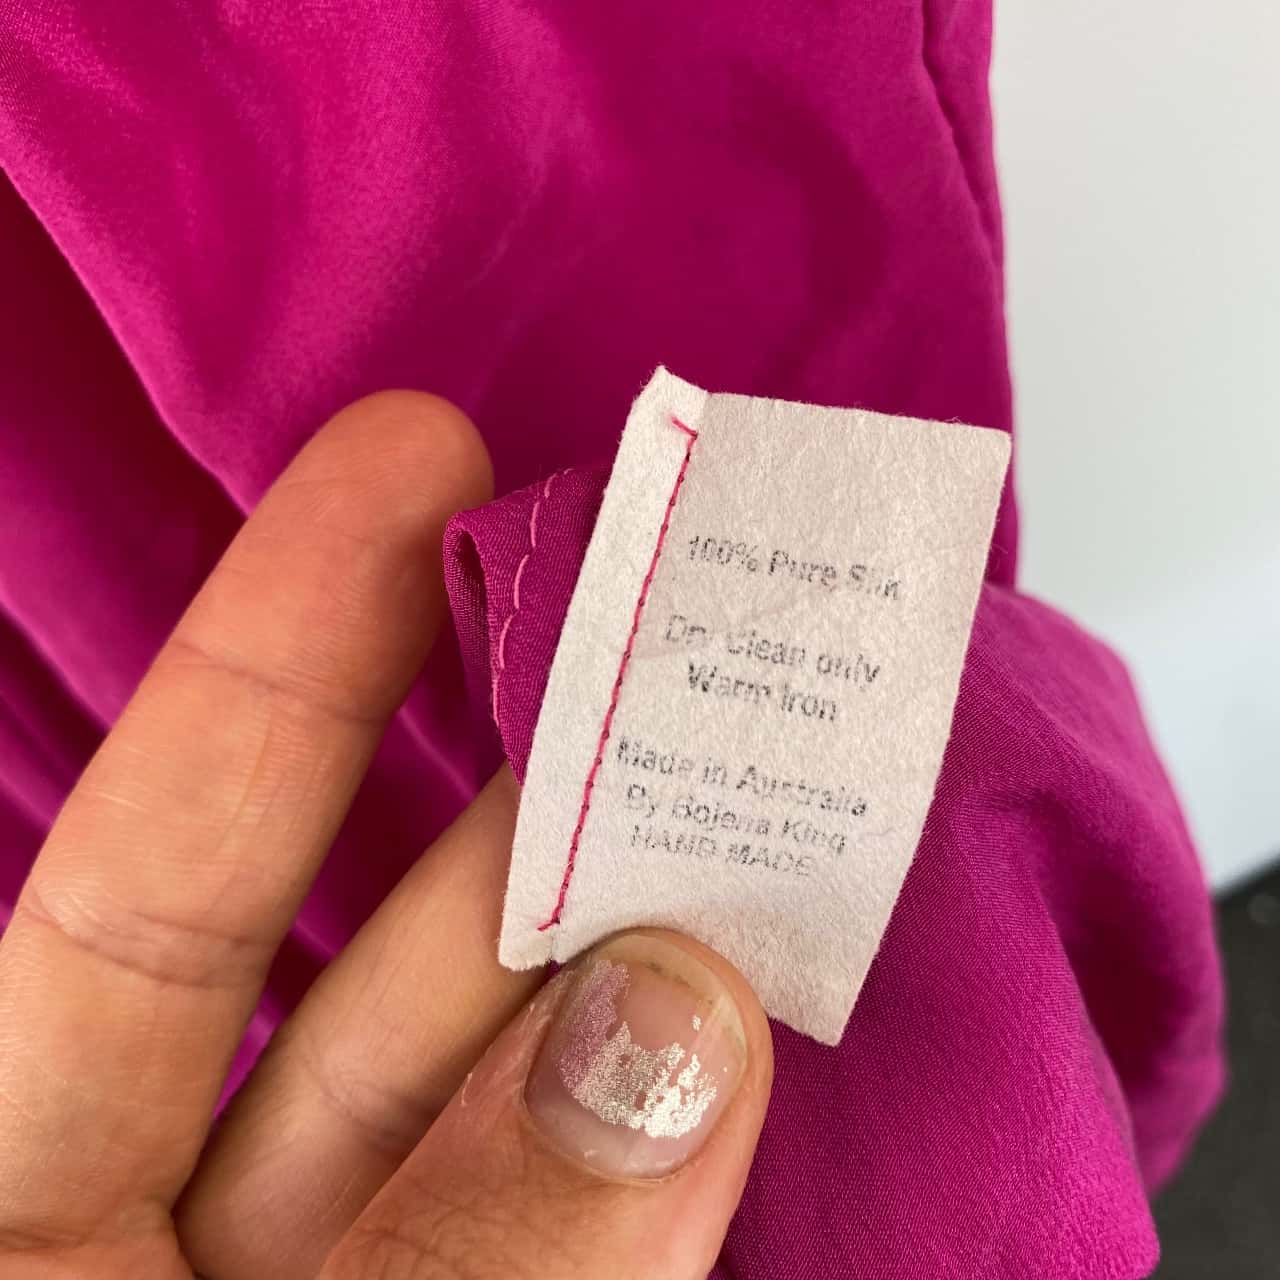 100% Pure Silk
Dry Clean only
Warm Iron
Made in Australia
By Bojena King
HAND MADE